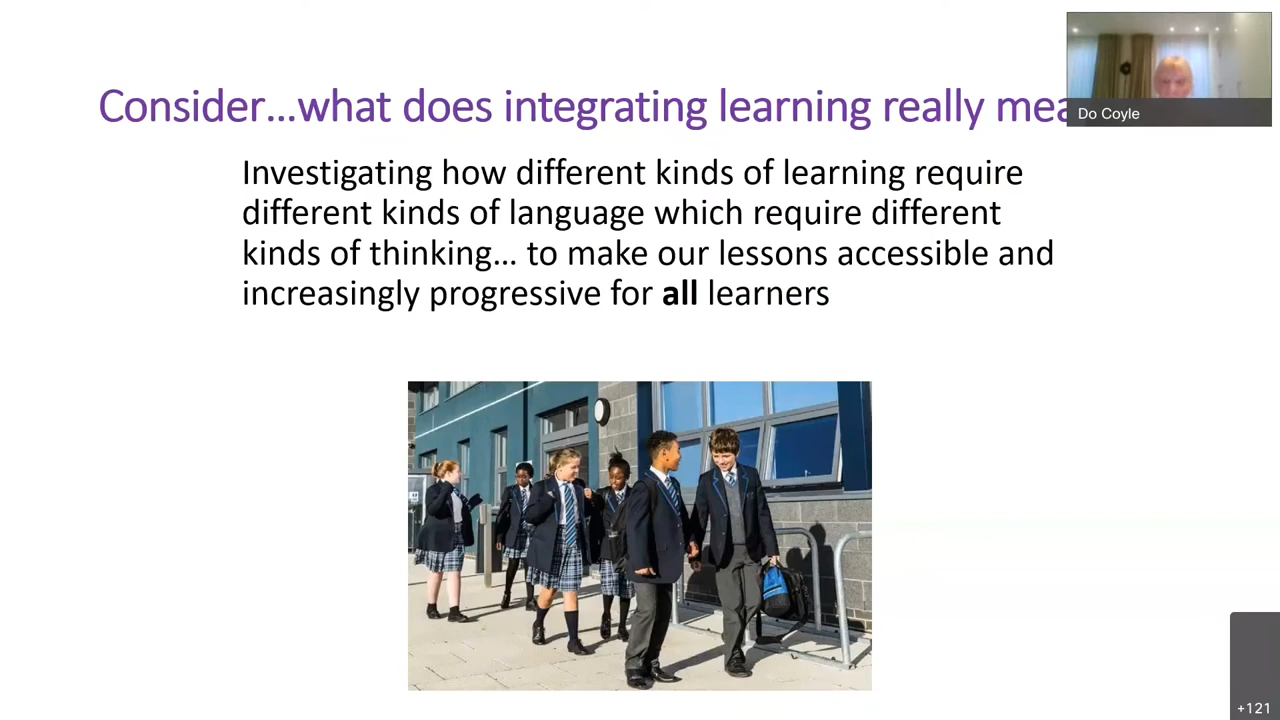 Consider...what does integrating learning really mea
Do Coyle
Investigating how different kinds of learning require
different kinds of language which require different
kinds of thinking... to make our lessons accessible and
increasingly progressive for all learners
+121